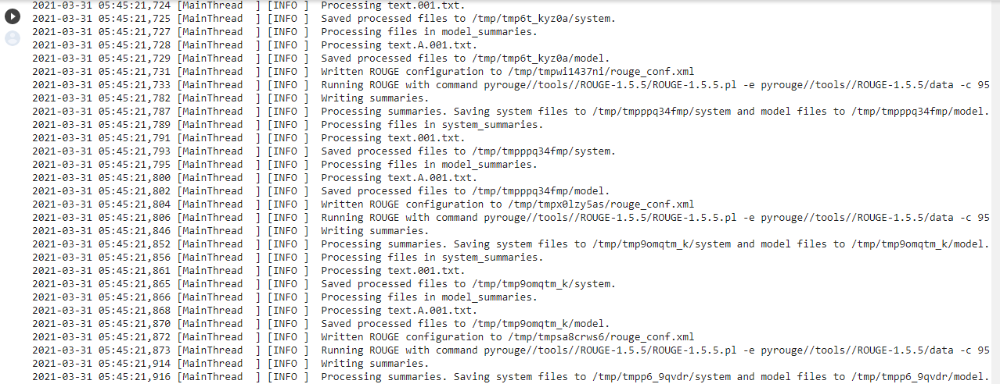 2021-03-31 05:45:21,724 [MainThread  ] [INFO ]  Processing text.001.txt.
2021-03-31 05:45:21,725 [MainThread  ] [INFO ]  Saved processed files to /tmp/tmp6t_kyz0a/system.
2021-03-31 05:45:21,727 [MainThread  ] [INFO ]  Processing files in model_summaries.
2021-03-31 05:45:21,728 [MainThread  ] [INFO ]  Processing text.A.001.txt.
2021-03-31 05:45:21,729 [MainThread  ] [INFO ]  Saved processed files to /tmp/tmp6t_kyz0a/model.
2021-03-31 05:45:21,731 [MainThread  ] [INFO ]  Written ROUGE configuration to /tmp/tmpwi1437ni/rouge_conf.xml
2021-03-31 05:45:21,733 [MainThread  ] [INFO ]  Running ROUGE with command pyrouge//tools//ROUGE-1.5.5/ROUGE-1.5.5.pl -e pyrouge//tools//ROUGE-1.5.5/data -c 95
2021-03-31 05:45:21,782 [MainThread  ] [INFO ]  Writing summaries.
2021-03-31 05:45:21,787 [MainThread  ] [INFO ]  Processing summaries. Saving system files to /tmp/tmpppq34fmp/system and model files to /tmp/tmpppq34fmp/model.
2021-03-31 05:45:21,789 [MainThread  ] [INFO ]  Processing files in system_summaries.
2021-03-31 05:45:21,791 [MainThread  ] [INFO ]  Processing text.001.txt.
2021-03-31 05:45:21,793 [MainThread  ] [INFO ]  Saved processed files to /tmp/tmpppq34fmp/system.
2021-03-31 05:45:21,795 [MainThread  ] [INFO ]  Processing files in model_summaries.
2021-03-31 05:45:21,800 [MainThread  ] [INFO ]  Processing text.A.001.txt.
2021-03-31 05:45:21,802 [MainThread  ] [INFO ]  Saved processed files to /tmp/tmpppq34fmp/model.
2021-03-31 05:45:21,804 [MainThread  ] [INFO ]  Written ROUGE configuration to /tmp/tmpx0lzy5as/rouge_conf.xml
2021-03-31 05:45:21,806 [MainThread  ] [INFO ]  Running ROUGE with command pyrouge//tools//ROUGE-1.5.5/ROUGE-1.5.5.pl -e pyrouge//tools//ROUGE-1.5.5/data -c 95
2021-03-31 05:45:21,846 [MainThread  ] [INFO ]  Writing summaries.
2021-03-31 05:45:21,852 [MainThread  ] [INFO ]  Processing summaries. Saving system files to /tmp/tmp9omqtm_k/system and model files to /tmp/tmp9omqtm_k/model.
2021-03-31 05:45:21,856 [MainThread  ] [INFO ]  Processing files in system_summaries.
2021-03-31 05:45:21,861 [MainThread  ] [INFO ]  Processing text.001.txt.
2021-03-31 05:45:21,865 [MainThread  ] [INFO ]  Saved processed files to /tmp/tmp9omqtm_k/system.
2021-03-31 05:45:21,866 [MainThread  ] [INFO ]  Processing files in model_summaries.
2021-03-31 05:45:21,868 [MainThread  ] [INFO ]  Processing text.A.001.txt.
2021-03-31 05:45:21,870 [MainThread  ] [INFO ]  Saved processed files to /tmp/tmp9omqtm_k/model.
2021-03-31 05:45:21,872 [MainThread  ] [INFO ]  Written ROUGE configuration to /tmp/tmpsa8crws6/rouge_conf.xml
2021-03-31 05:45:21,873 [MainThread  ] [INFO ]  Running ROUGE with command pyrouge//tools//ROUGE-1.5.5/ROUGE-1.5.5.pl -e pyrouge//tools//ROUGE-1.5.5/data -c 95
2021-03-31 05:45:21,914 [MainThread  ] [INFO ]  Writing summaries.
2021-03-31 05:45:21,916 [MainThread  ] [INFO ]  Processing summaries. Saving system files to /tmp/tmpp6_9qvdr/system and model files to /tmp/tmpp6_9qvdr/model.